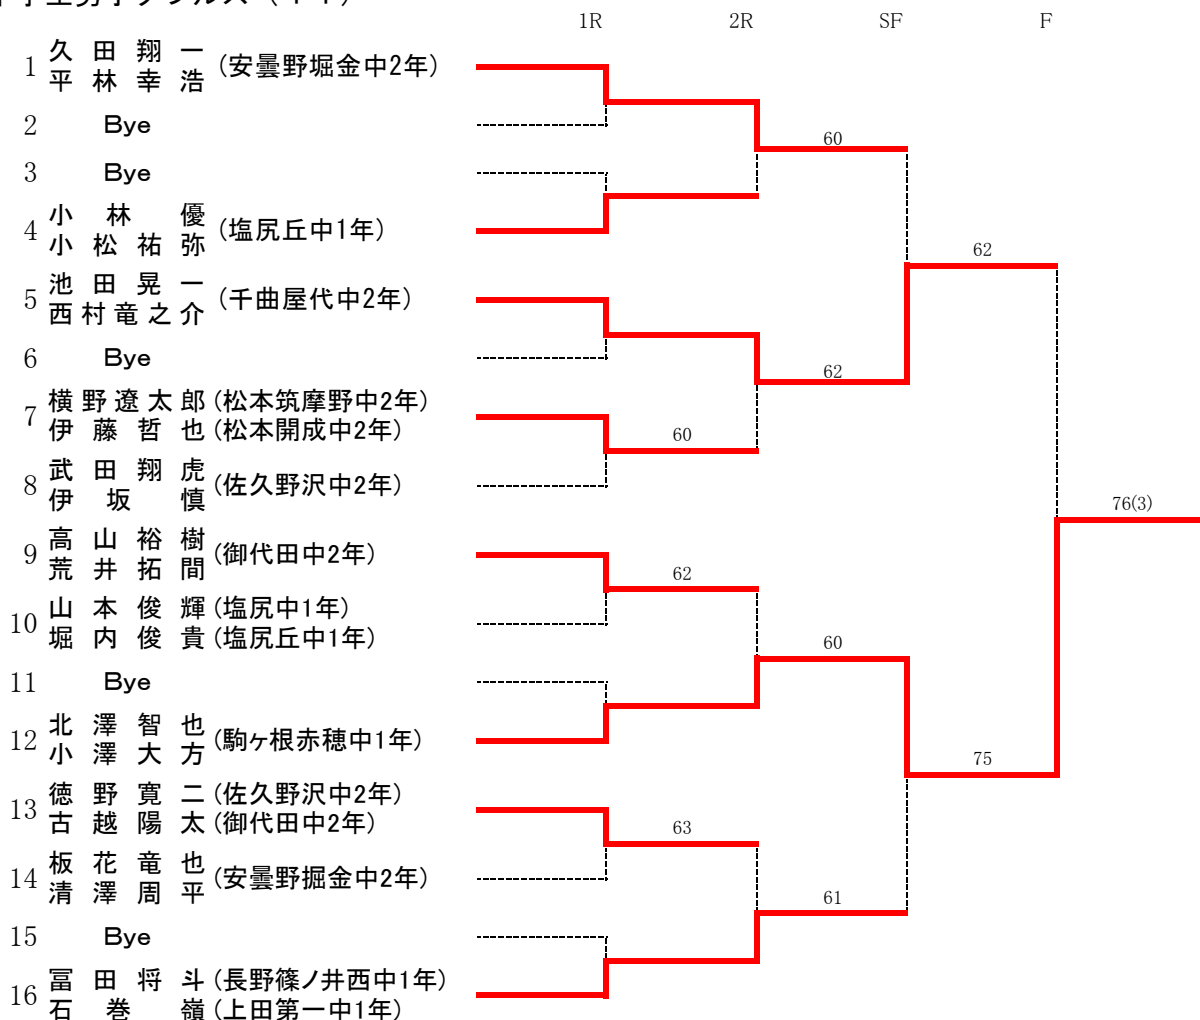 1R 2R SF F
1 久田翔一 (安曇野堀金中2年)
平林幸浩
2 Bye
60
3 Bye
4 小林優 (塩尻丘中1年)
小松祐弥
62
5 池田晃一 (千曲屋代中2年)
西村竜之介
6 Bye
62
7 横野遼太郎 (松本筑摩野中2年)
伊藤哲也 (松本開成中2年)
60
8 武田翔虎 (佐久野沢中2年)
伊坂慎
76(3)
9 高山裕樹 (御代田中2年)
荒井拓間
62
10 山本俊輝 (塩尻中1年)
堀内俊貴 (塩尻丘中1年)
60
11 Bye
12 北澤智也 (駒ヶ根赤穂中1年)
小澤大方
75
13 徳野寛二 (佐久野沢中2年)
古越陽太 (御代田中2年)
63
14 板花竜也 (安曇野掘金中2年)
清澤周平
61
15 Bye
16 冨田将斗 (長野篠ノ井西中1年)
石巻嶺 (上田第一中1年)